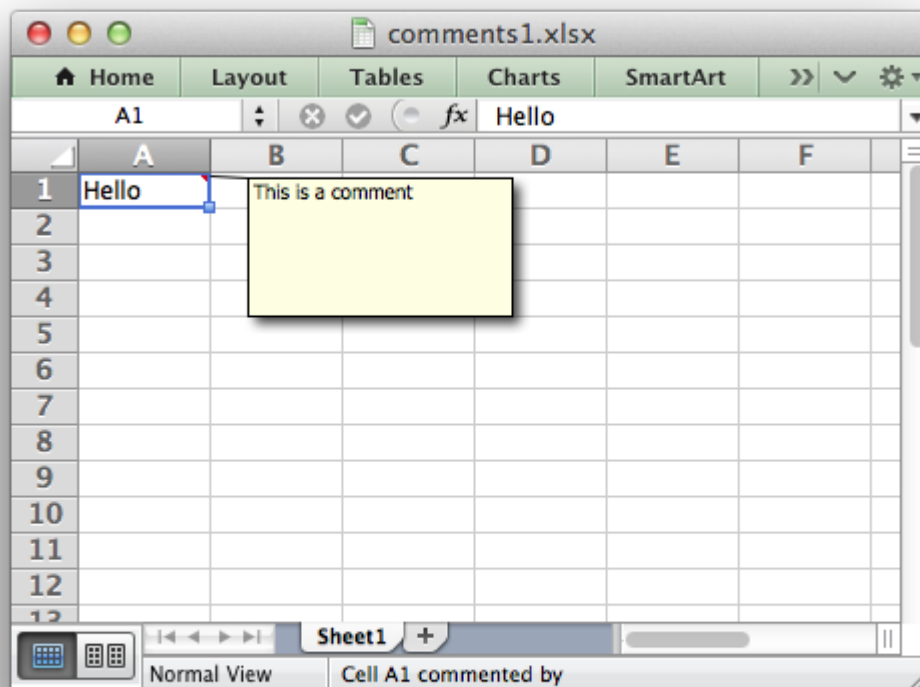 comments1.xlsx
Home Layout Tables Charts SmartArt
A1 fx Hello
A B C D E F
1 Hello This is a comment
2
3
4
5
6
7
8
9
10
11
12
13
Sheet1
Normal View Cell A1 commented by